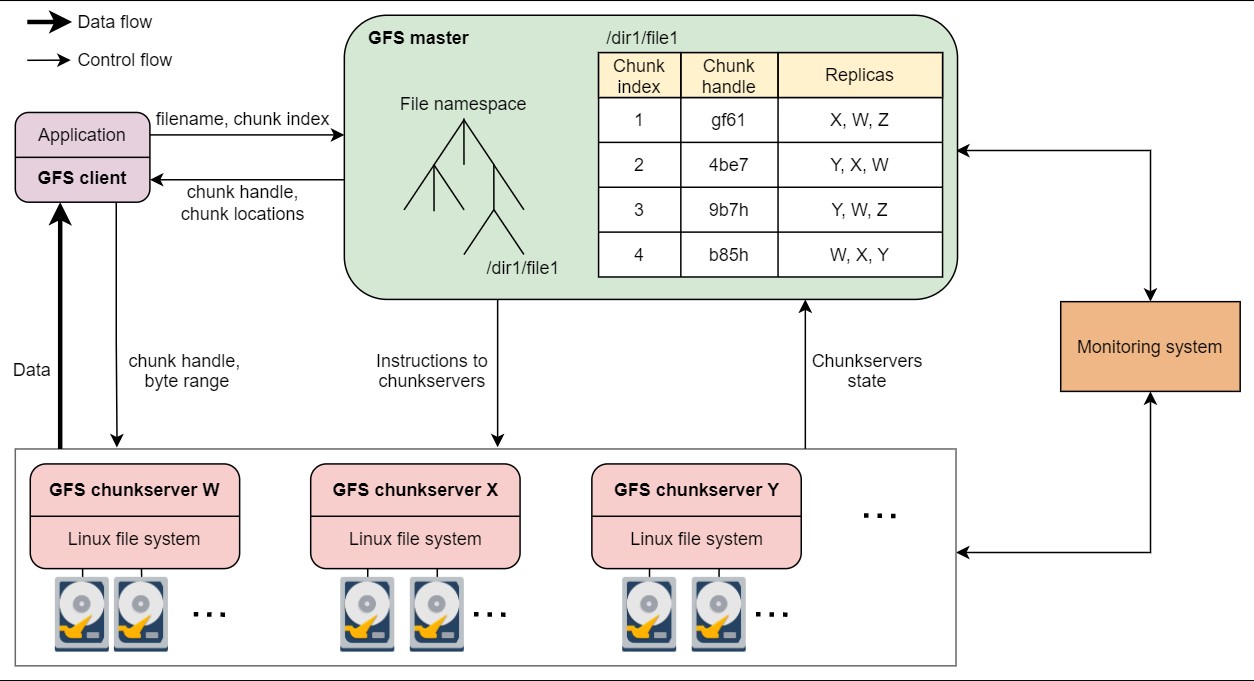 Data flow
Control flow
GFS master
/dir1/file1
Chunk index
Chunk handle
Replicas
1
gf61
X, W, Z
2
4be7
Y, X, W
3
9b7h
Y, W, Z
4
b85h
W, X, Y
File namespace
/dir1/file1
Application
GFS client
filename, chunk index
chunk handle,
chunk locations
Data
chunk handle,
byte range
Instructions to
chunkservers
Chunkservers
state
Monitoring system
GFS chunkserver W
Linux file system
...
GFS chunkserver X
Linux file system
...
GFS chunkserver Y
Linux file system
...
...